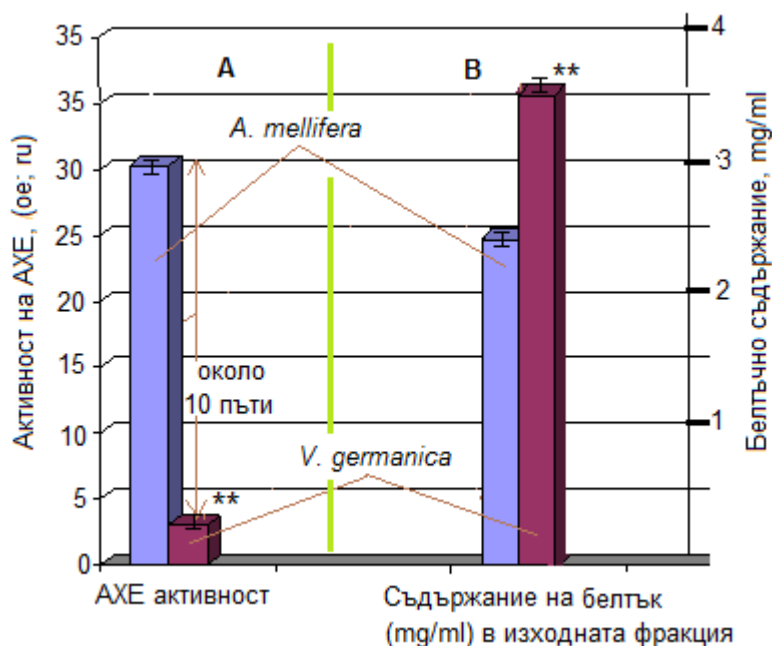 Активност на АХЕ, (oe; ru)
35
35
30
25
20
15
10
5
0
A
B
**
A. mellifera
около
10 пъти
V. germanica
**
4
3
2
1
Белтъчно съдържание, mg/ml
АХЕ активност
Съдържание на белтък
(mg/ml) в изходната фракция